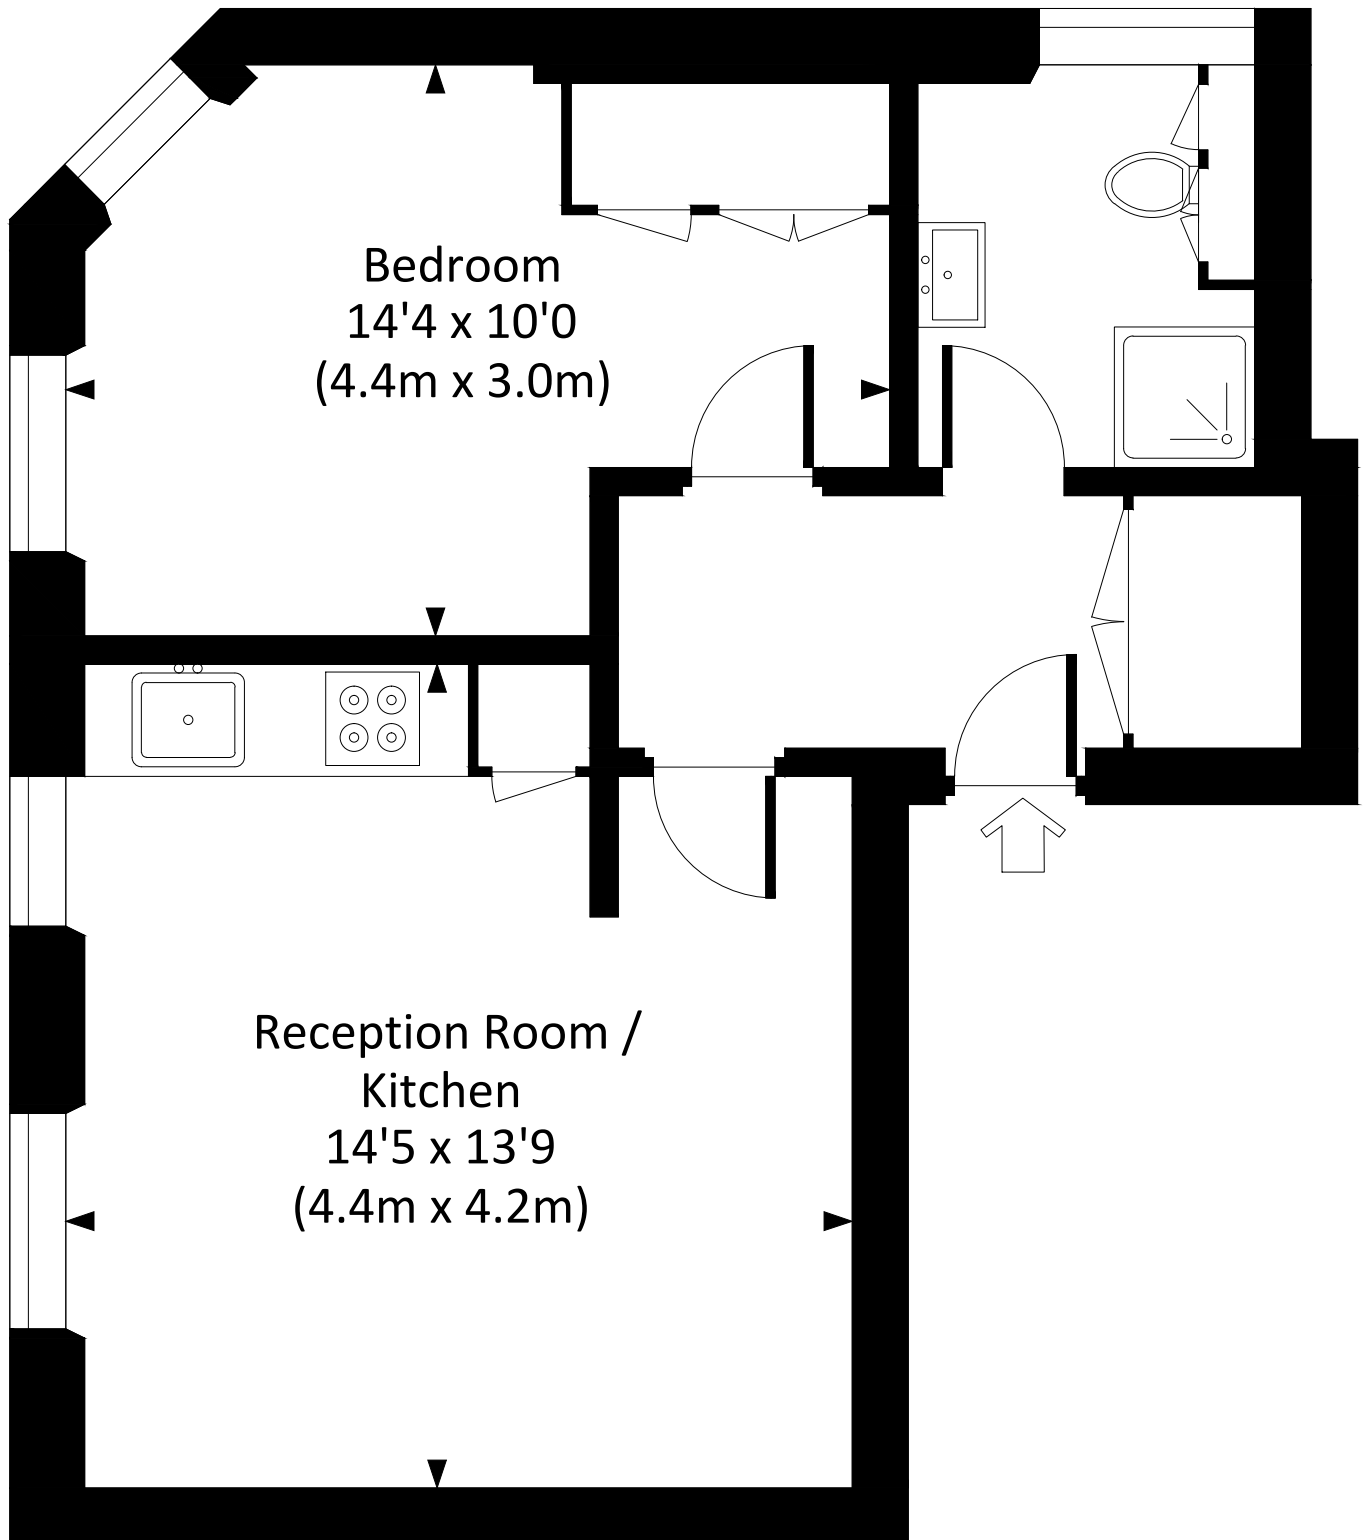 Bedroom
14'4 x 10'0
(4.4m x 3.0m)
Reception Room /
Kitchen
14'5 x 13'9
(4.4m x 4.2m)